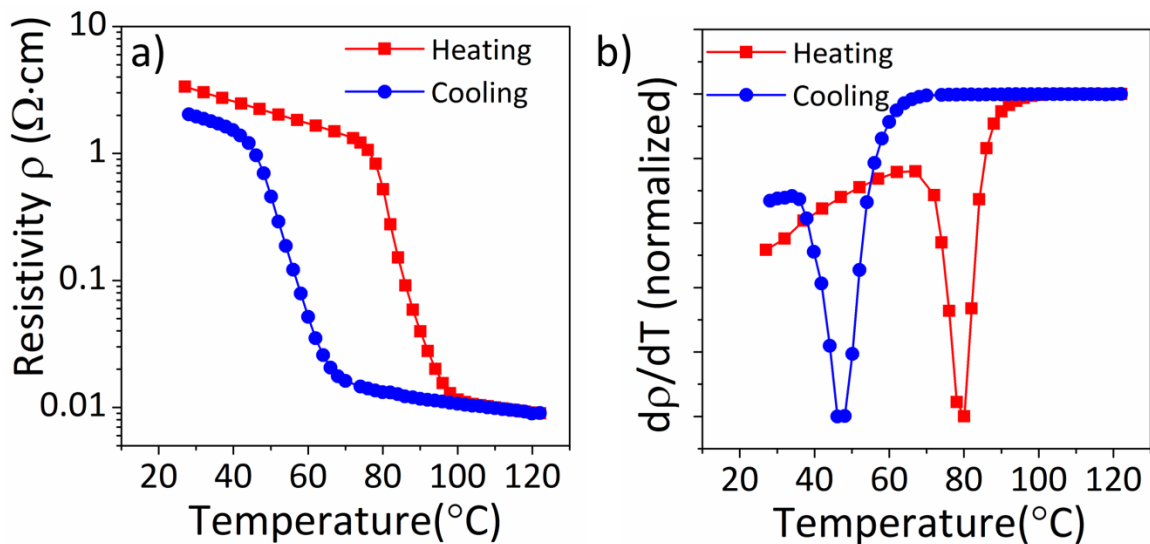 a)
Heating
Cooling
Resistivity ρ (Ω·cm)
10
1
0.1
0.01
20 40 60 80 100 120
Temperature(°C)
b)
Heating
Cooling
dρ/dT (normalized)
20 40 60 80 100 120
Temperature(°C)